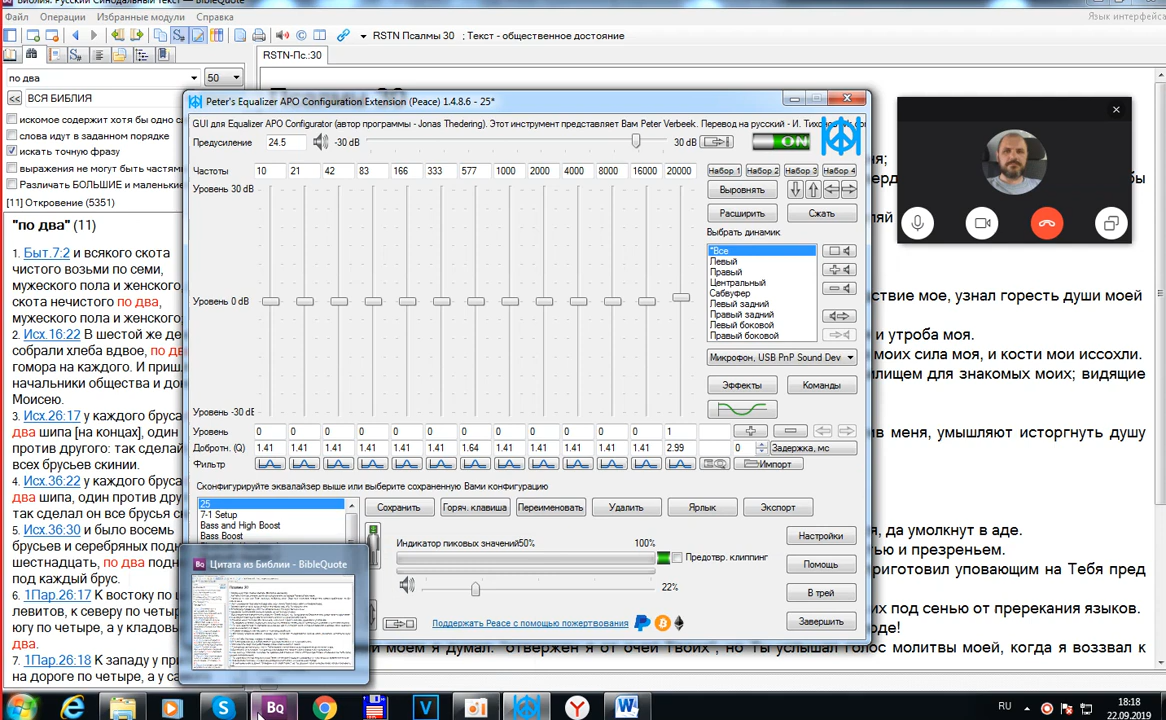 Библия. Русский Синодальный текст — BibleQuote
Файл Операции Избранные модули Справка
Язык интерфейса
RSTN Псалмы 30 ; Текст - общественное достояние
RSTN-Пс.:30
по два
50
<<
ВСЯ БИБЛИЯ
искомое содержит хотя бы одно с
слова идут в заданном порядке
искать точную фразу
выражения не могут быть частям
Различать БОЛЬШИЕ и маленькие
[11] Откровение (5351)
"по два" (11)
1. Быт.7:2 и всякого скота
чистого возьми по семи,
мужеского пола и женского
скота нечистого по два,
мужеского пола и женского
2. Исх.16:22 В шестой же де
собрали хлеба вдвое, по дв
гомора на каждого. И приш
начальники общества и до
Моисею.
3. Исх.26:17 у каждого бруса
два шипа [на концах], один
против другого: так сделай
всех брусьев скинии.
4. Исх.36:22 у каждого бруса
два шипа, один против дру
так сделал он все брусья с
5. Исх.36:30 и было восемь
брусьев и серебряных подн
шестнадцать, по два подн
под каждый брус.
6. 1Пар.26:17 К востоку по ш
левитов, к северу по четыр
югу по четыре, а у кладовы
два.
7. 1Пар.26:18 К западу у пр
на дороге по четыре, а у са
Peter's Equalizer APO Configuration Extension (Peace) 1.4.8.6 - 25*
GUI для Equalizer APO Configurator (автор программы - Jonas Thedering). Этот инструмент представляет Вам Peter Verbeek. Перевод на русский - И. Тихон
Предусиление 24.5 -30 dB 30 dB ON
Частоты 10 21 42 83 166 333 577 1000 2000 4000 8000 16000 20000
Набор 1 Набор 2 Набор 3 Набор 4
Уровень 30 dB
Выровнять
Расширить Сжать
Выбрать динамик
*Все
Левый
Правый
Центральный
Сабвуфер
Левый задний
Правый задний
Левый боковой
Правый боковой
Уровень 0 dB
Микрофон, USB PnP Sound Dev
Эффекты Команды
Уровень -30 dB
Уровень 0 0 0 0 0 0 0 0 0 0 0 0 1
Добротн. (Q) 1.41 1.41 1.41 1.41 1.41 1.41 1.64 1.41 1.41 1.41 1.41 1.41 2.99
0 Задержка, мс
Фильтр
Импорт
Сконфигурируйте эквалайзер выше или выберите сохраненную Вами конфигурацию
25
7-1 Setup
Bass and High Boost
Bass Boost
Сохранить Горяч. клавиша Переименовать Удалить Ярлык Экспорт
Индикатор пиковых значений 50% 100%
Предотвр. клиппинг
22%
Настройки
Помощь
В трей
Завершить
Поддержать Peace с помощью пожертвования
Цитата из Библии - BibleQuote
ня;
бы
ствие мое, узнал горесть души моей
и утроба моя.
моих сила моя, и кости мои иссохли.
лищем для знакомых моих; видящие
ив меня, умышляют исторгнуть душу
, да умолкнут в аде.
тью и презреньем.
риготовил уповающим на Тебя пред
их под сенью от пререкания языков.
роде!
услышал голос молитвы моей, когда я воззвал к
RU
18:18
22.09.2019